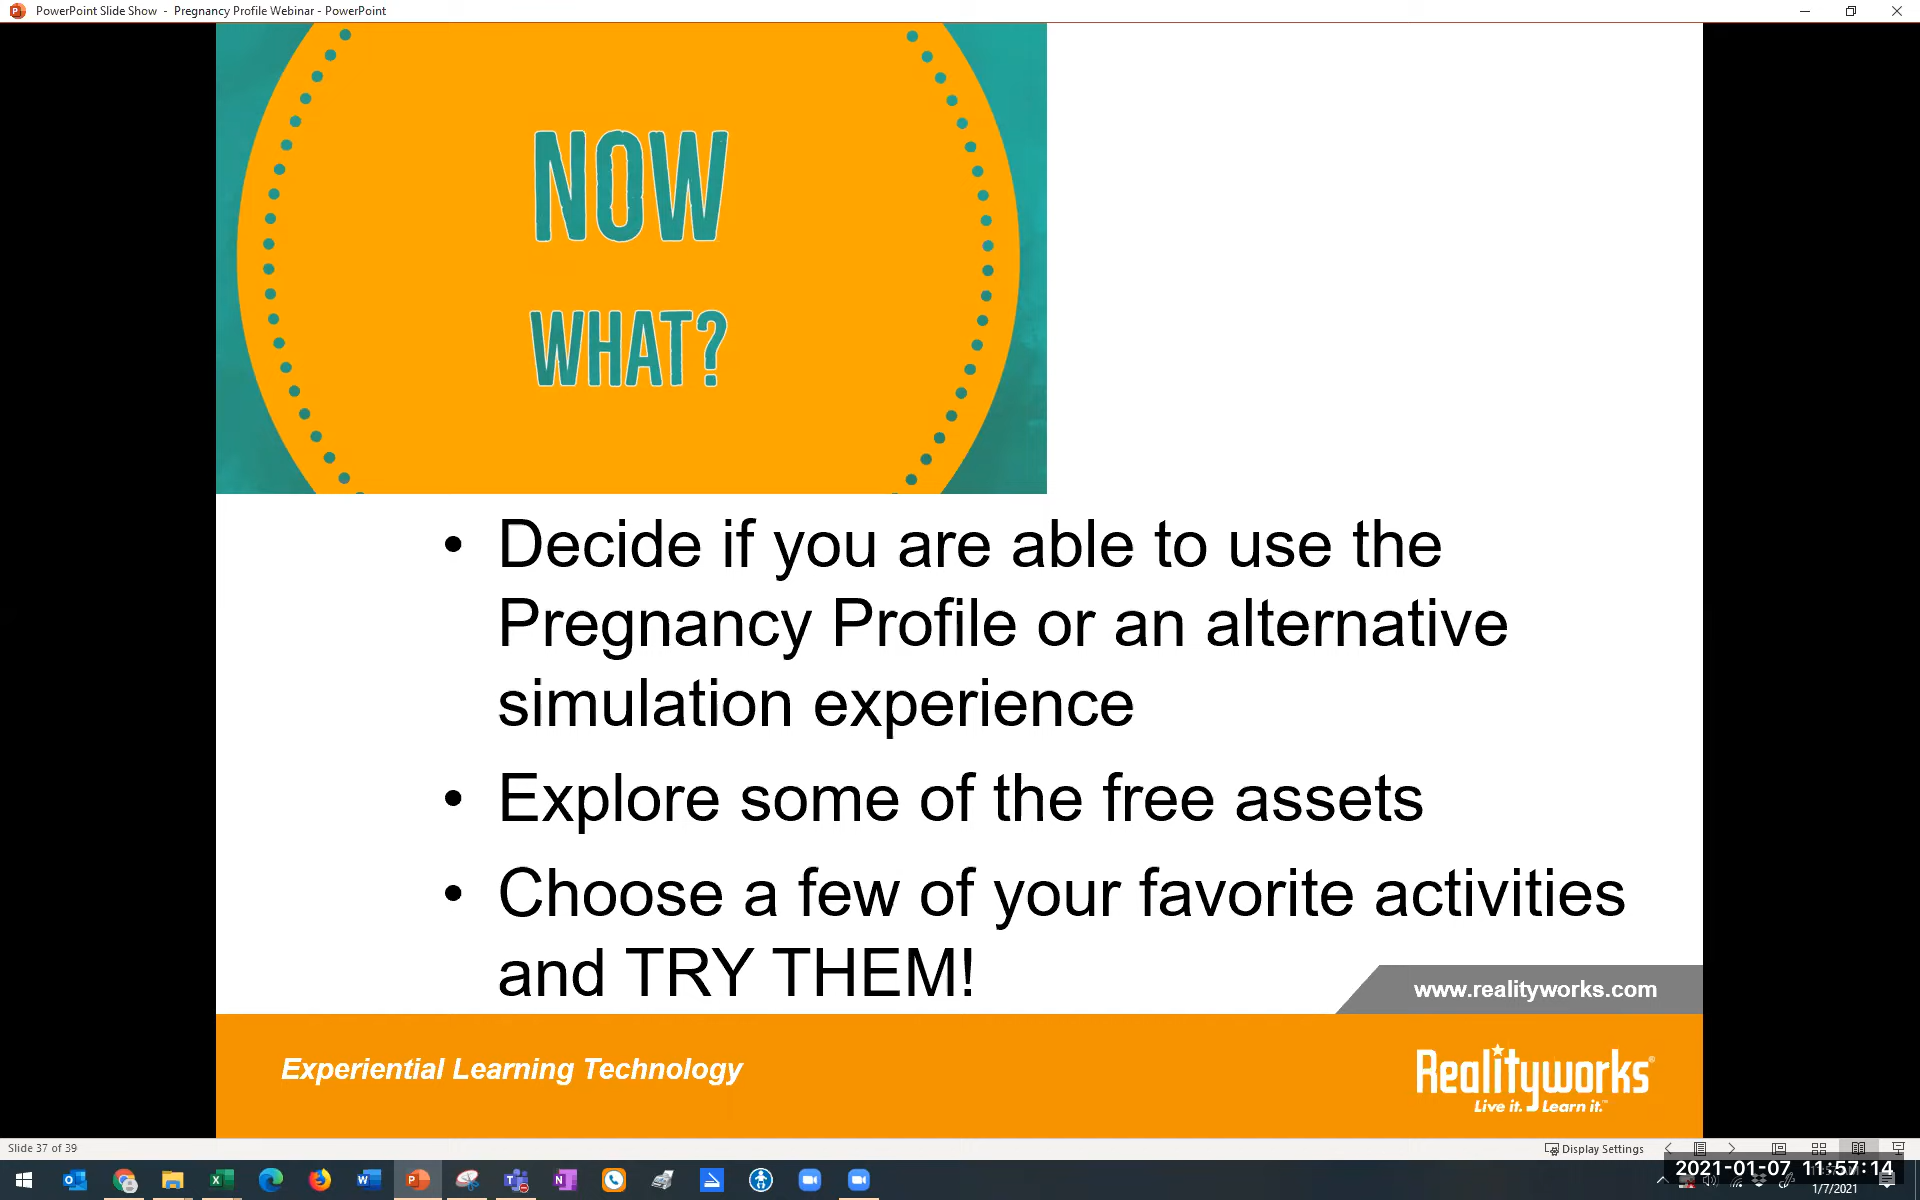 PowerPoint Slide Show - Pregnancy Profile Webinar - PowerPoint
NOW
WHAT?
• Decide if you are able to use the
Pregnancy Profile or an alternative
simulation experience
• Explore some of the free assets
• Choose a few of your favorite activities
and TRY THEM!
www.realityworks.com
Experiential Learning Technology
Realityworks®
Live it. Learn it.™
Slide 37 of 39
Display Settings
2021-01-07 11:57:14
1/7/2021